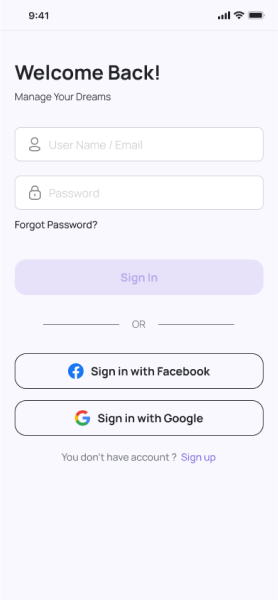 9:41
Welcome Back!
Manage Your Dreams
User Name / Email
Password
Forgot Password?
Sign In
OR
Sign in with Facebook
Sign in with Google
You don't have account ? Sign up